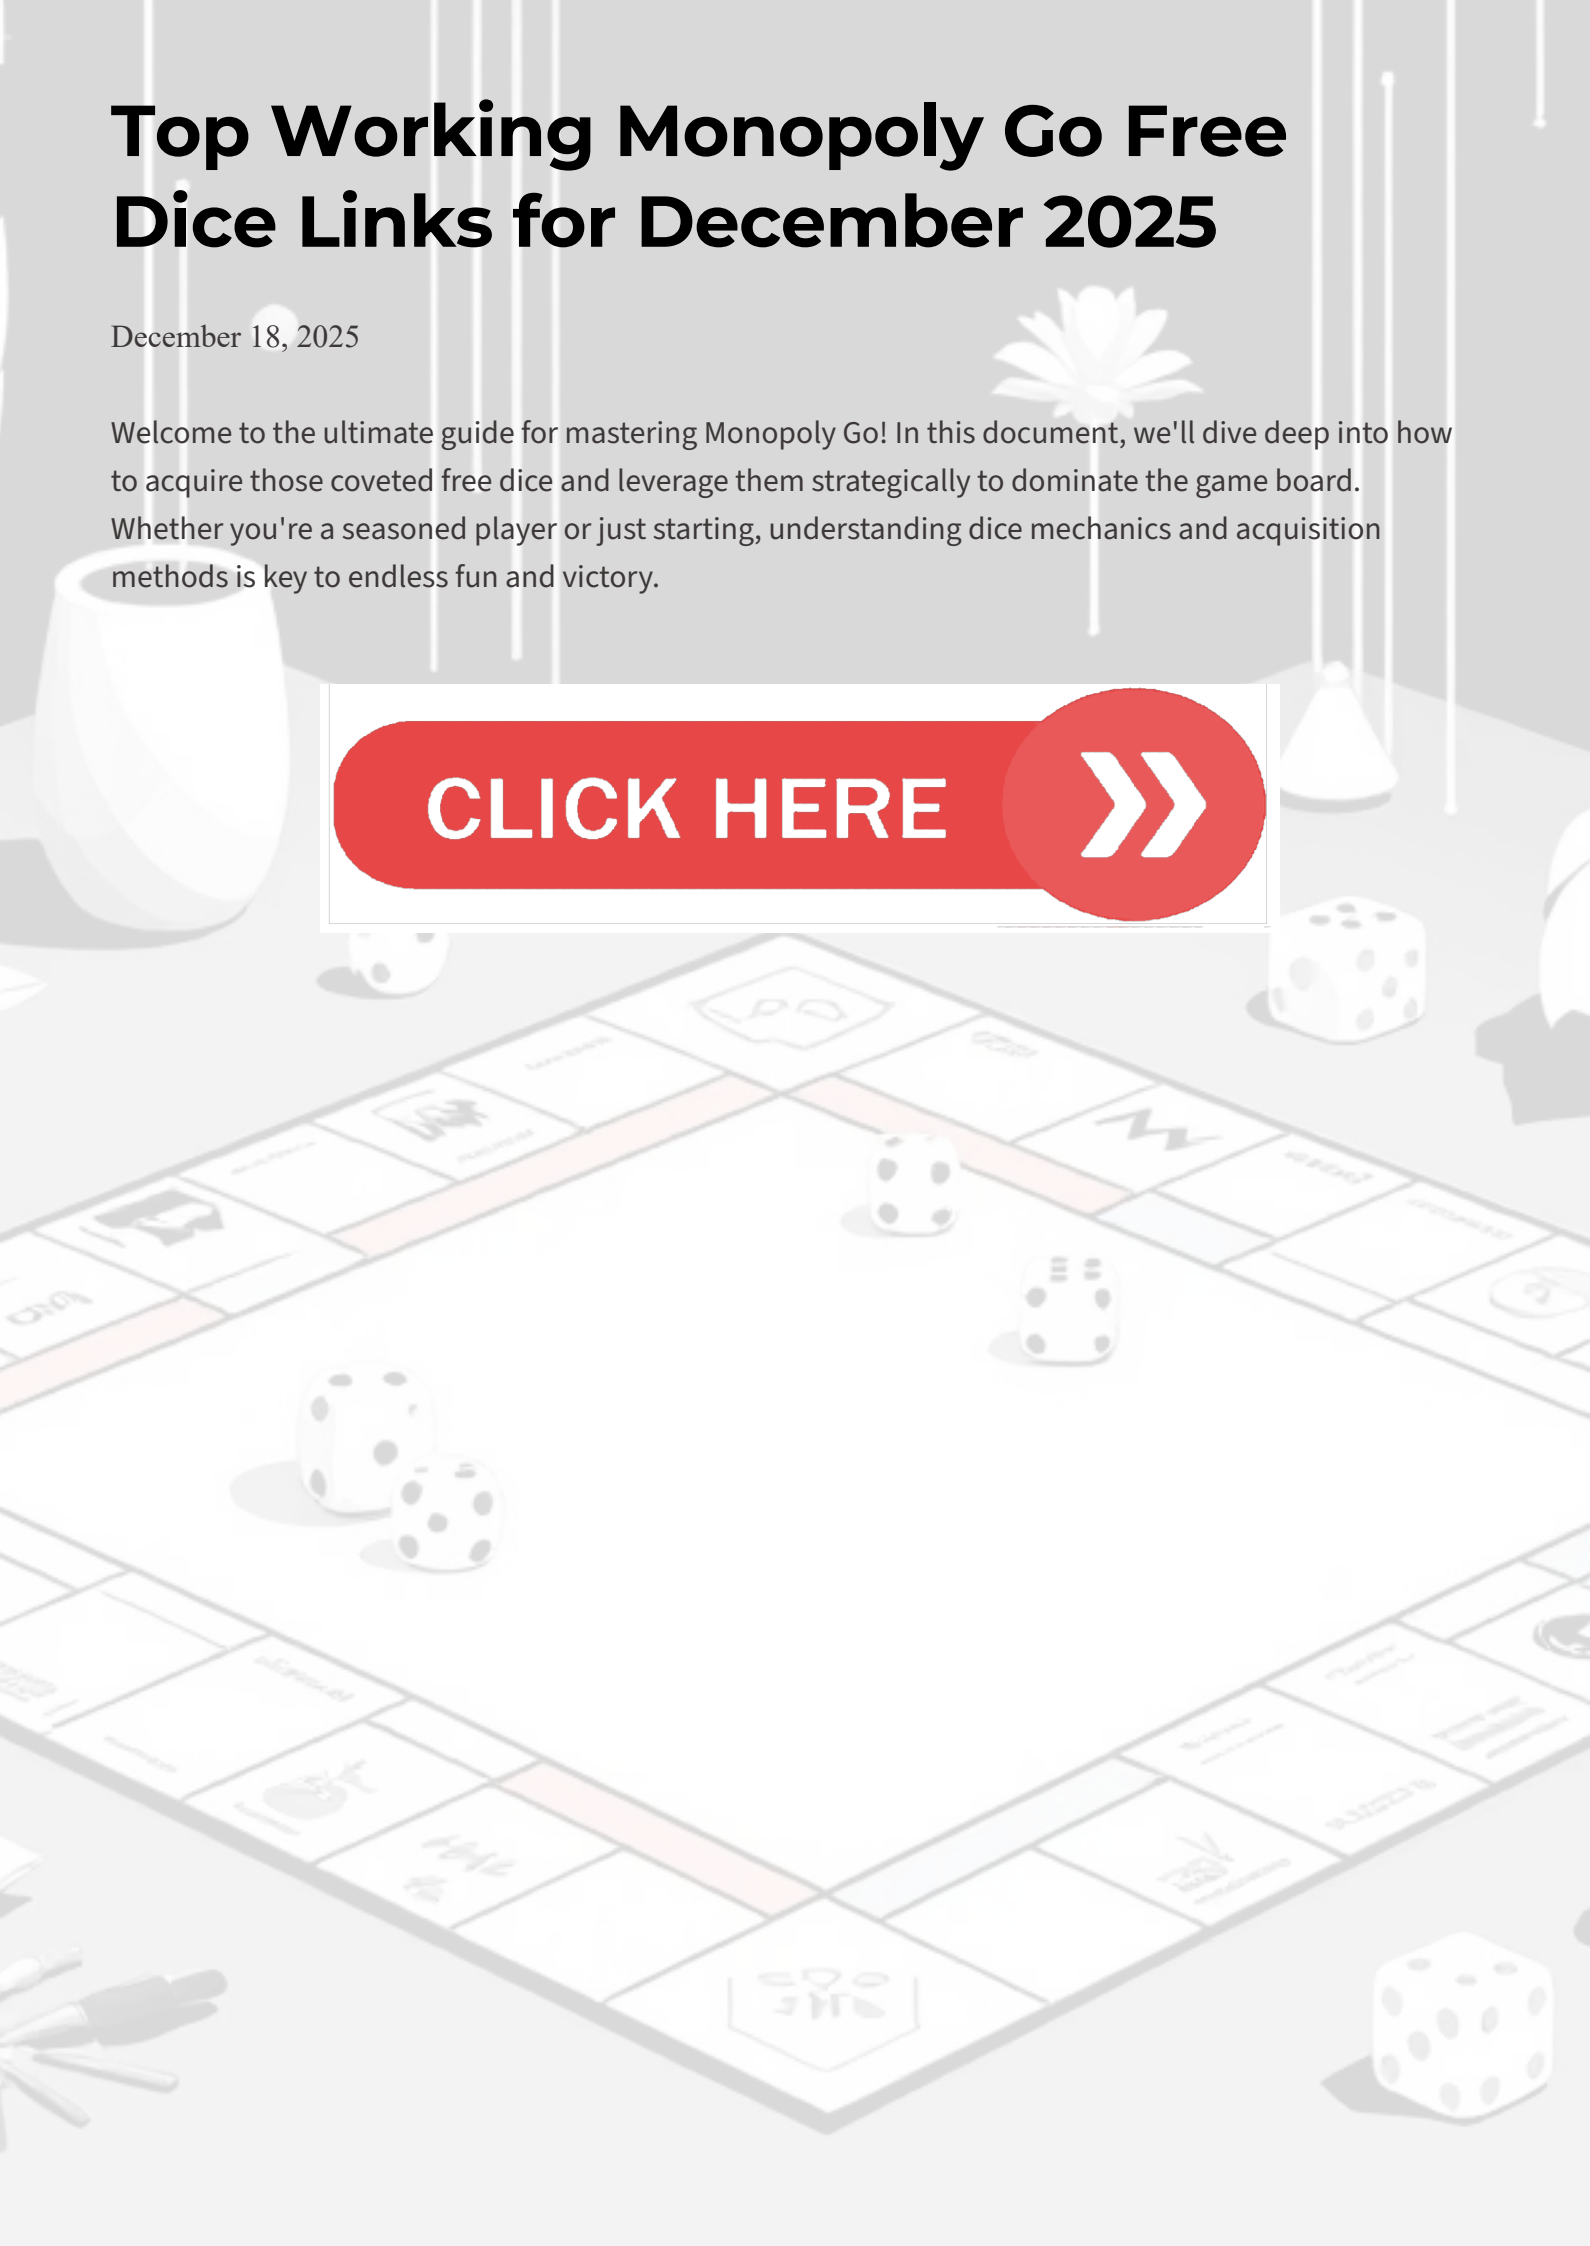 Top Working Monopoly Go Free
Dice Links for December 2025
December 18, 2025
Welcome to the ultimate guide for mastering Monopoly Go! In this document, we'll dive deep into how
to acquire those coveted free dice and leverage them strategically to dominate the game board.
Whether you're a seasoned player or just starting, understanding dice mechanics and acquisition
methods is key to endless fun and victory.
CLICK HERE